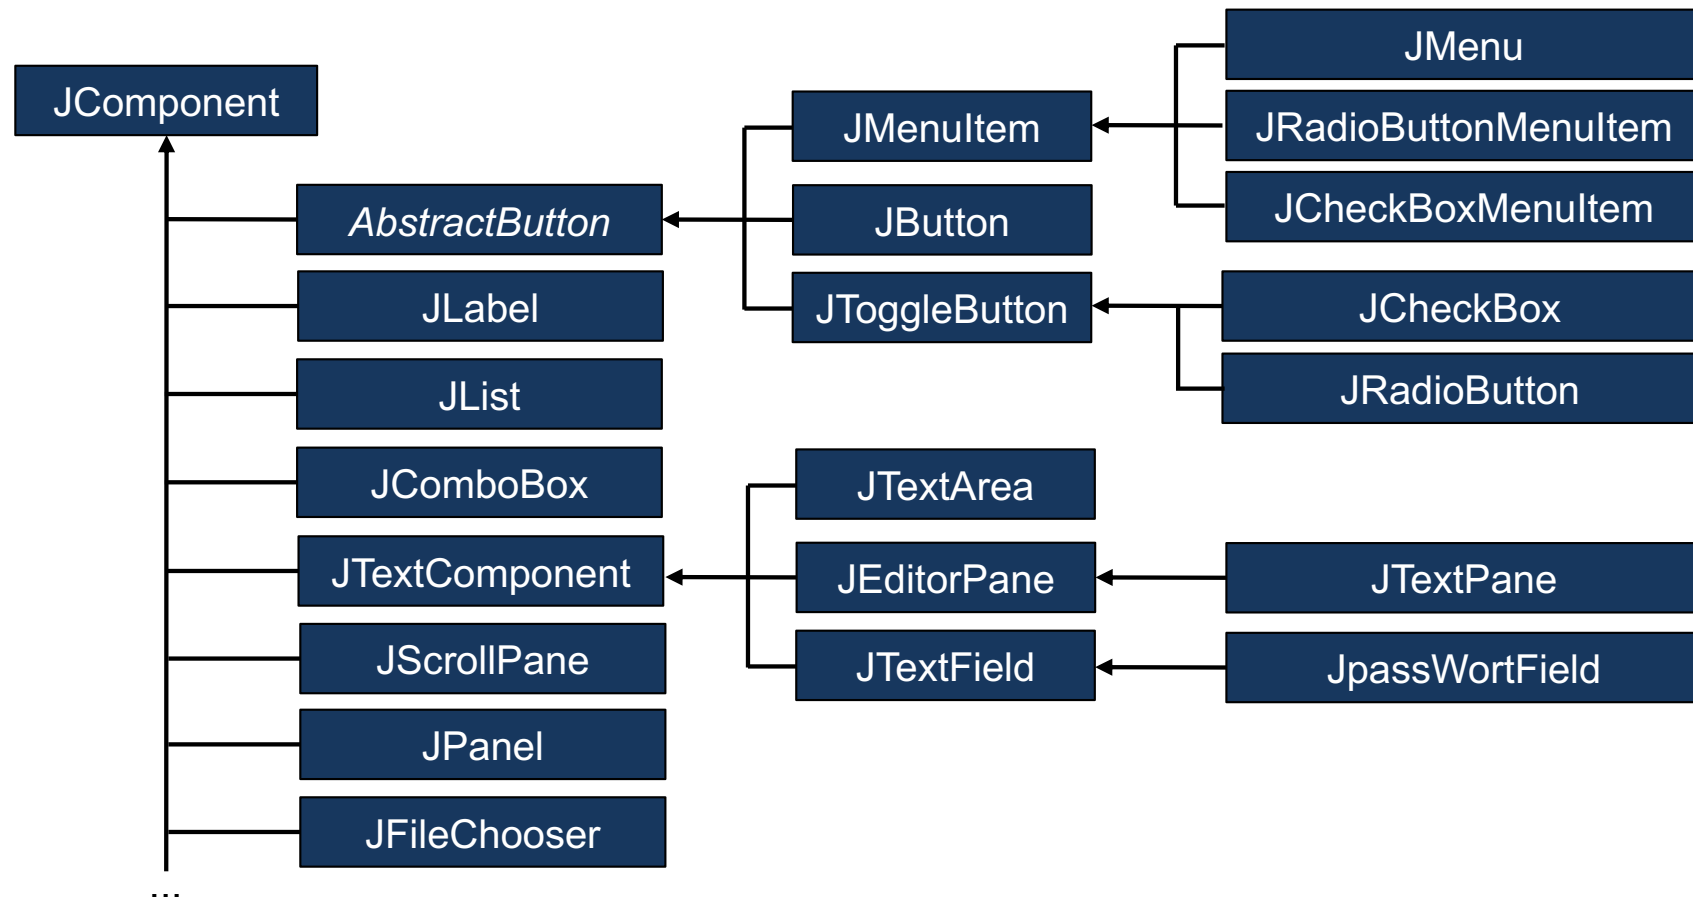 JComponent
AbstractButton
JLabel
JList
JComboBox
JTextComponent
JScrollPane
JPanel
JFileChooser
...
JMenuItem
JButton
JToggleButton
JTextArea
JEditorPane
JTextField
JMenu
JRadioButtonMenuItem
JCheckBoxMenuItem
JCheckBox
JRadioButton
JTextPane
JpassWortField